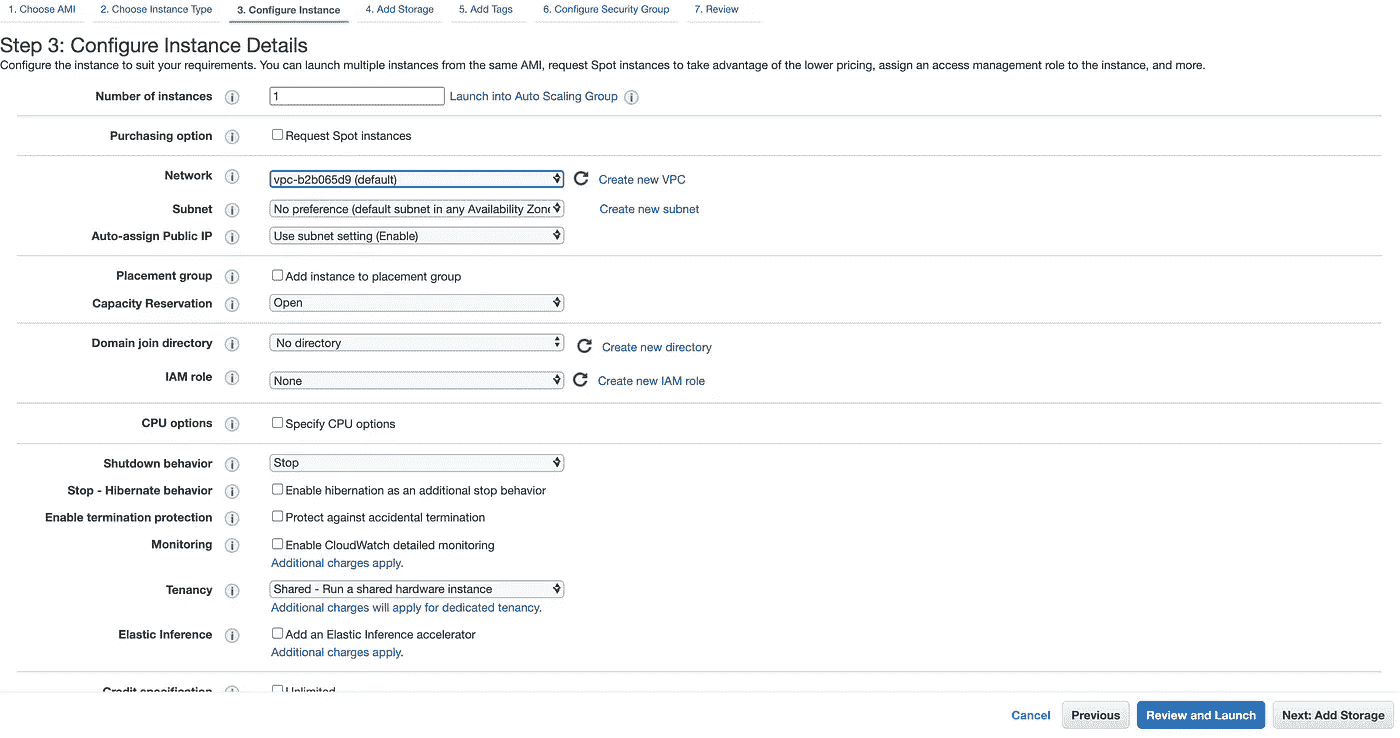 1. Choose AMI 2. Choose Instance Type 3. Configure Instance 4. Add Storage 5. Add Tags 6. Configure Security Group 7. Review
Step 3: Configure Instance Details
Configure the instance to suit your requirements. You can launch multiple instances from the same AMI, request Spot instances to take advantage of the lower pricing, assign an access management role to the instance, and more.
Number of instances 1 Launch into Auto Scaling Group
Purchasing option Request Spot instances
Network vpc-b2b065d9 (default) Create new VPC
Subnet No preference (default subnet in any Availability Zone Create new subnet
Auto-assign Public IP Use subnet setting (Enable)
Placement group Add instance to placement group
Capacity Reservation Open
Domain join directory No directory Create new directory
IAM role None Create new IAM role
CPU options Specify CPU options
Shutdown behavior Stop
Stop - Hibernate behavior Enable hibernation as an additional stop behavior
Enable termination protection Protect against accidental termination
Monitoring Enable CloudWatch detailed monitoring
Additional charges apply.
Tenancy Shared - Run a shared hardware instance
Additional charges will apply for dedicated tenancy.
Elastic Inference Add an Elastic Inference accelerator
Additional charges apply.
Credit specification Unlimited
Cancel Previous Review and Launch Next: Add Storage